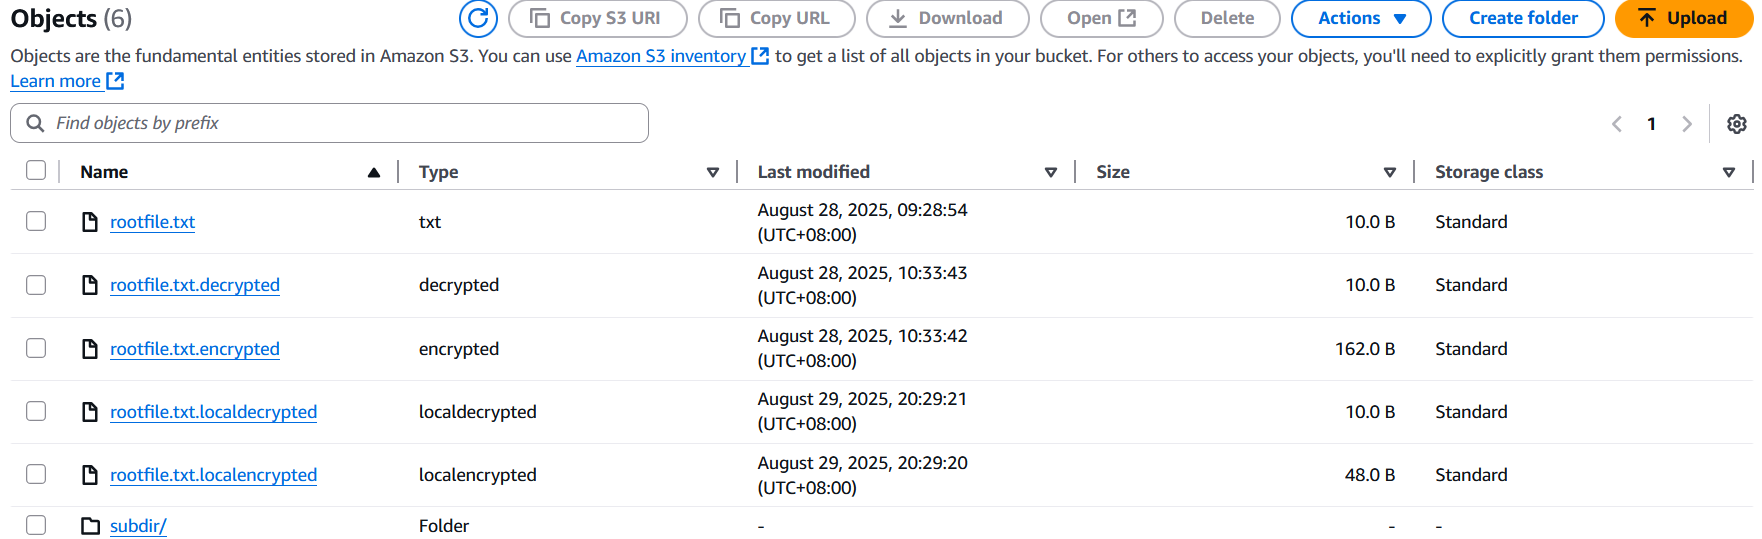 Objects (6)
Copy S3 URI
Copy URL
Download
Open
Delete
Actions
Create folder
Upload
Objects are the fundamental entities stored in Amazon S3. You can use Amazon S3 inventory to get a list of all objects in your bucket. For others to access your objects, you'll need to explicitly grant them permissions.
Learn more
Find objects by prefix
1
Name
Type
Last modified
Size
Storage class
rootfile.txt
txt
August 28, 2025, 09:28:54
(UTC+08:00)
10.0 B
Standard
rootfile.txt.decrypted
decrypted
August 28, 2025, 10:33:43
(UTC+08:00)
10.0 B
Standard
rootfile.txt.encrypted
encrypted
August 28, 2025, 10:33:42
(UTC+08:00)
162.0 B
Standard
rootfile.txt.localdecrypted
localdecrypted
August 29, 2025, 20:29:21
(UTC+08:00)
10.0 B
Standard
rootfile.txt.localencrypted
localencrypted
August 29, 2025, 20:29:20
(UTC+08:00)
48.0 B
Standard
subdir/
Folder
-
-
-